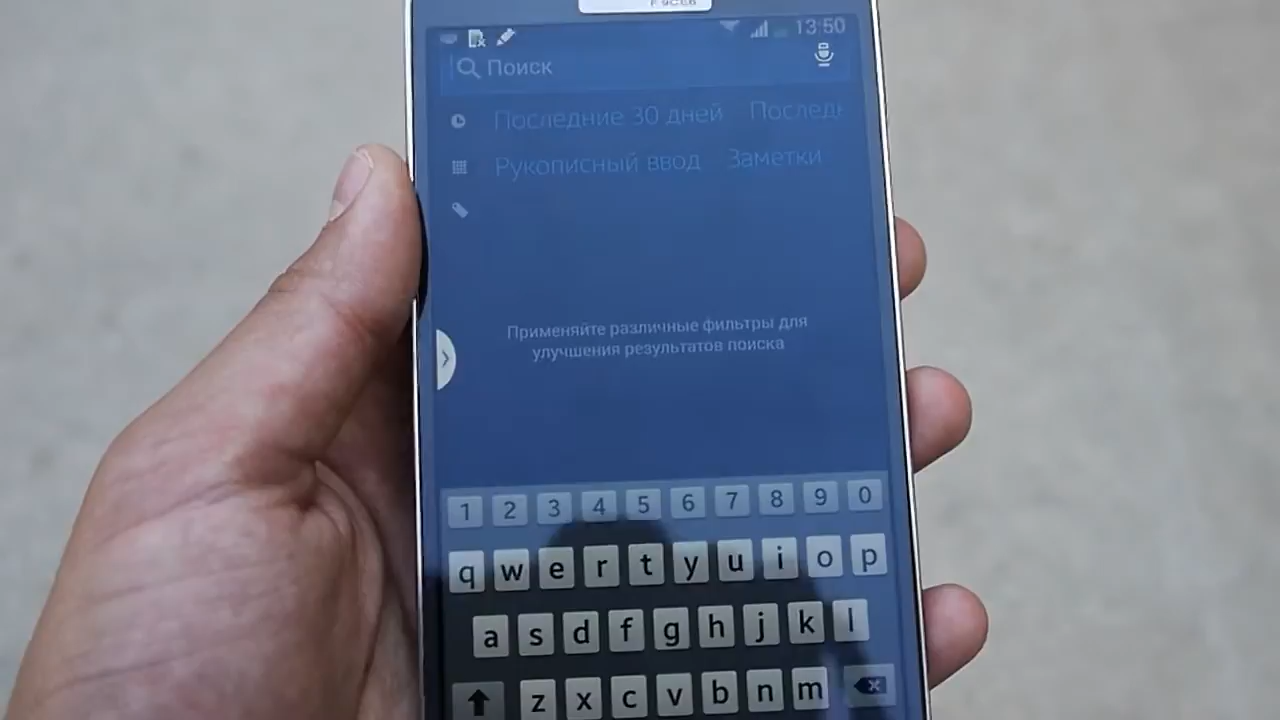 13:50
Поиск
Последние 30 дней
Рукописный ввод Заметки
Применяйте различные фильтры для
улучшения результатов поиска
1 2 3 4 5 6 7 8 9 0
q w e r t y u i o p
a s d f g h j k l
z x c v b n m